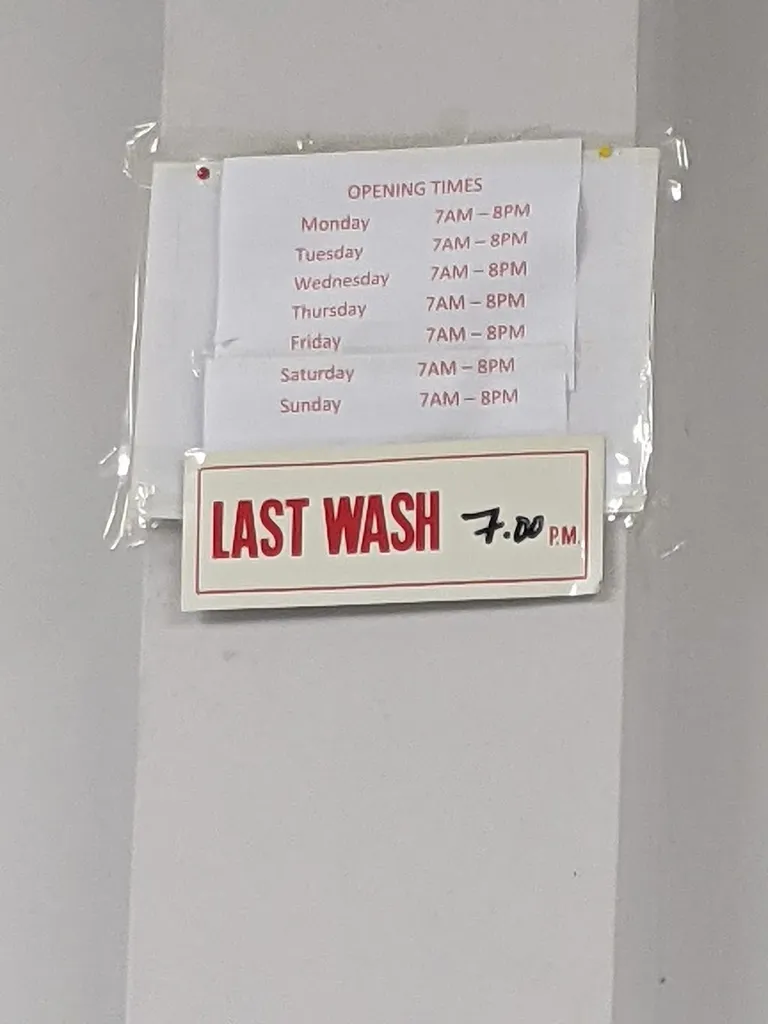 OPENING TIMES
Monday 7AM – 8PM
Tuesday 7AM – 8PM
Wednesday 7AM – 8PM
Thursday 7AM – 8PM
Friday 7AM – 8PM
Saturday 7AM – 8PM
Sunday 7AM – 8PM
LAST WASH 7.00 P.M.